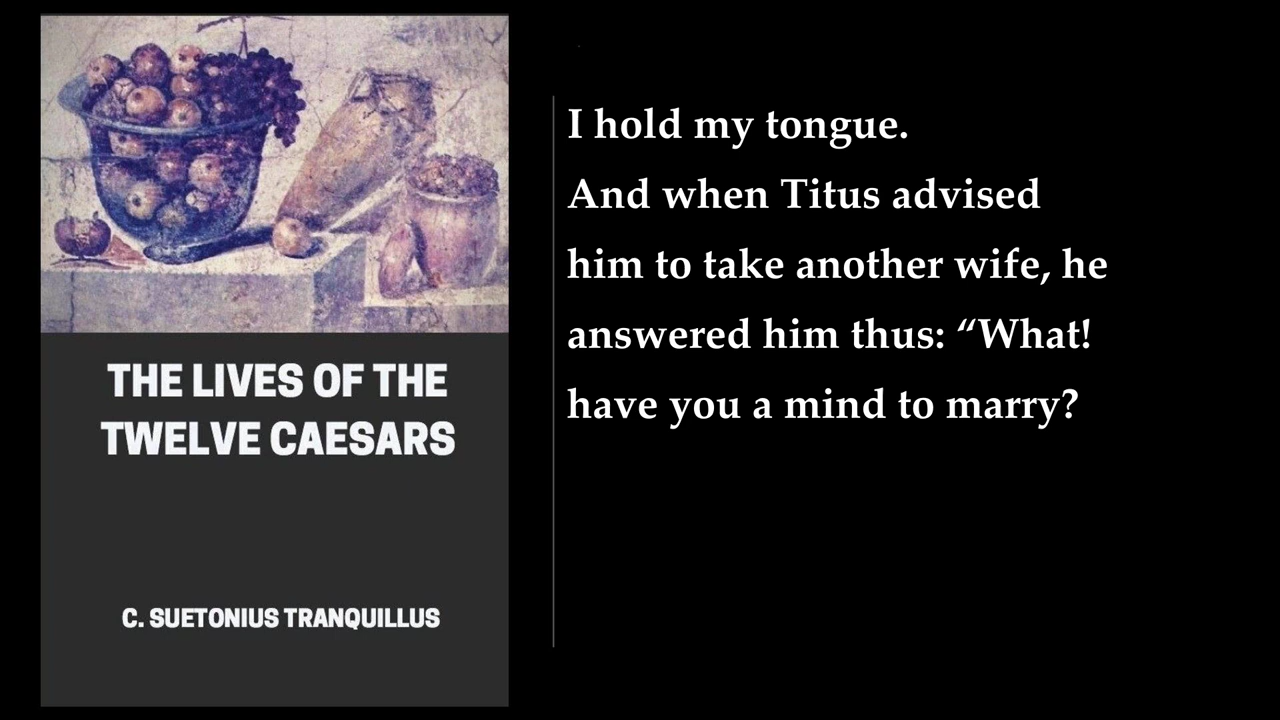 THE LIVES OF THE
TWELVE CAESARS
C. SUETONIUS TRANQUILLUS
I hold my tongue.
And when Titus advised
him to take another wife, he
answered him thus: “What!
have you a mind to marry?